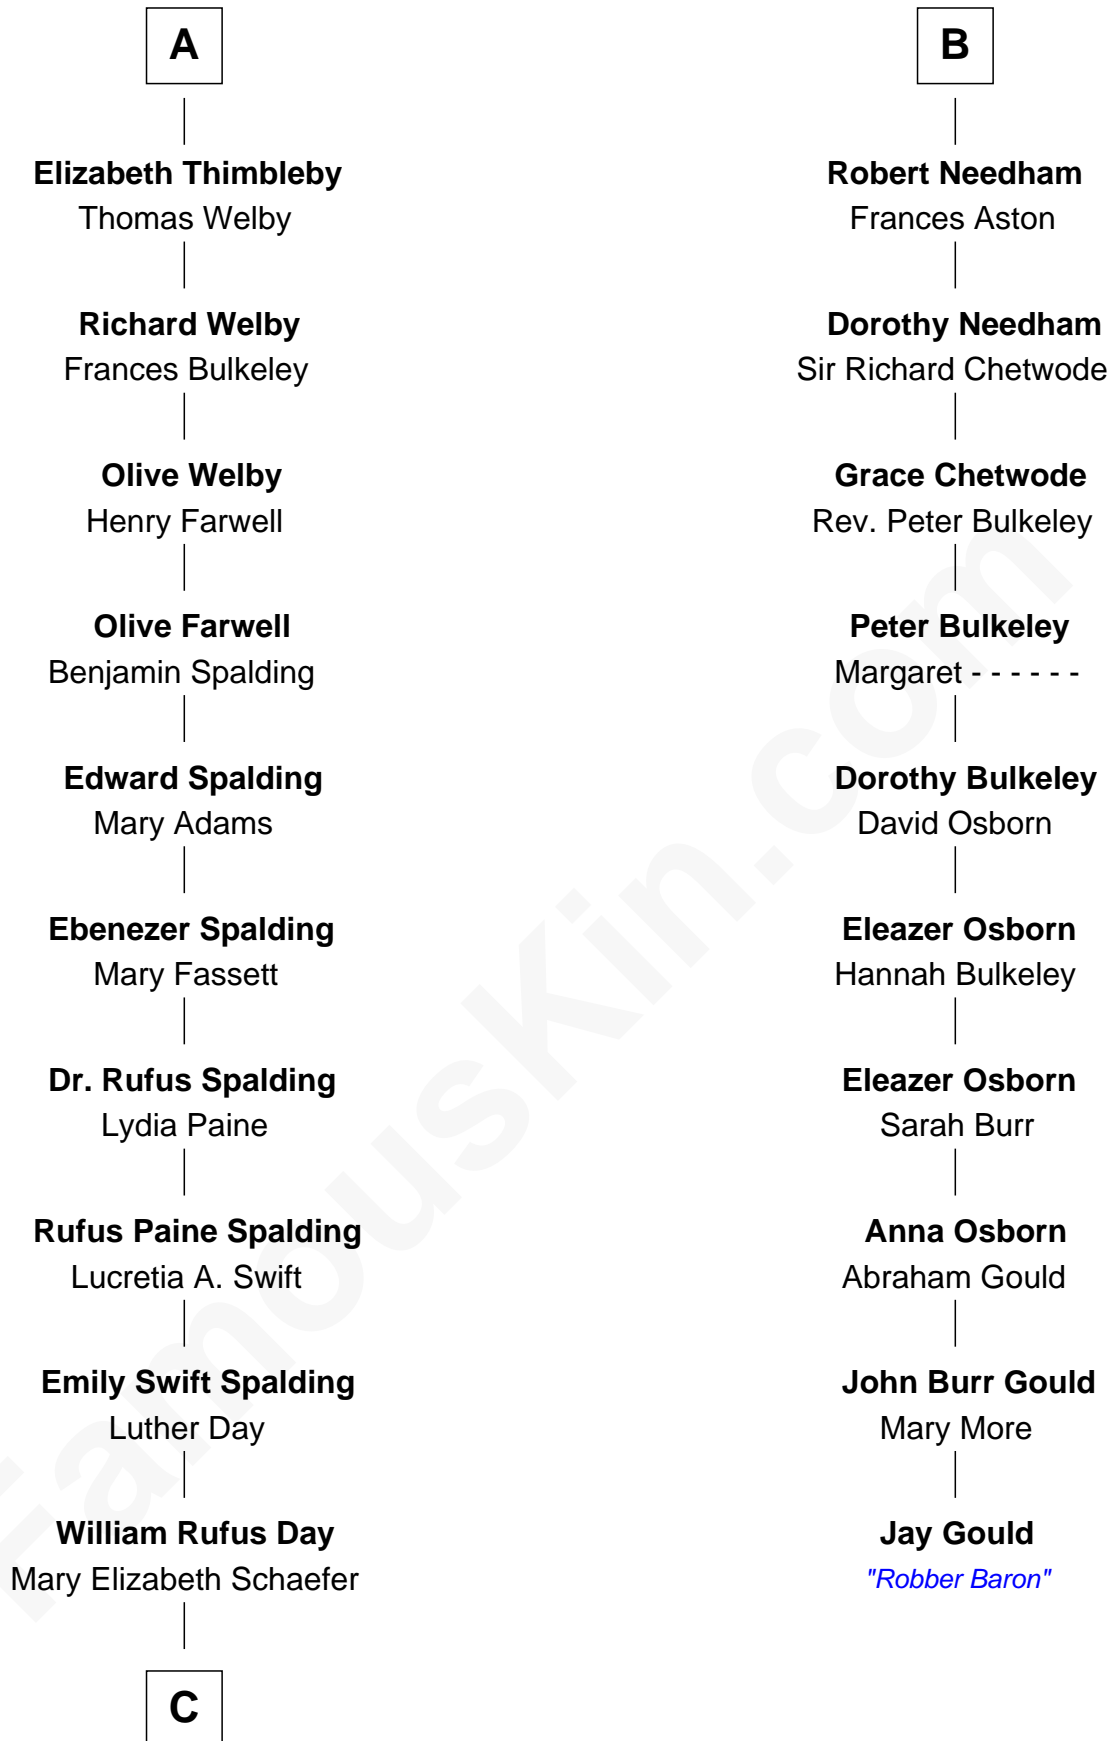 A
Elizabeth Thimbleby
Thomas Welby
Richard Welby
Frances Bulkeley
Olive Welby
Henry Farwell
Olive Farwell
Benjamin Spalding
Edward Spalding
Mary Adams
Ebenezer Spalding
Mary Fassett
Dr. Rufus Spalding
Lydia Paine
Rufus Paine Spalding
Lucretia A. Swift
Emily Swift Spalding
Luther Day
William Rufus Day
Mary Elizabeth Schaefer
C
B
Robert Needham
Frances Aston
Dorothy Needham
Sir Richard Chetwode
Grace Chetwode
Rev. Peter Bulkeley
Peter Bulkeley
Margaret - - - - - -
Dorothy Bulkeley
David Osborn
Eleazer Osborn
Hannah Bulkeley
Eleazer Osborn
Sarah Burr
Anna Osborn
Abraham Gould
John Burr Gould
Mary More
Jay Gould
"Robber Baron"
FamousKin.com